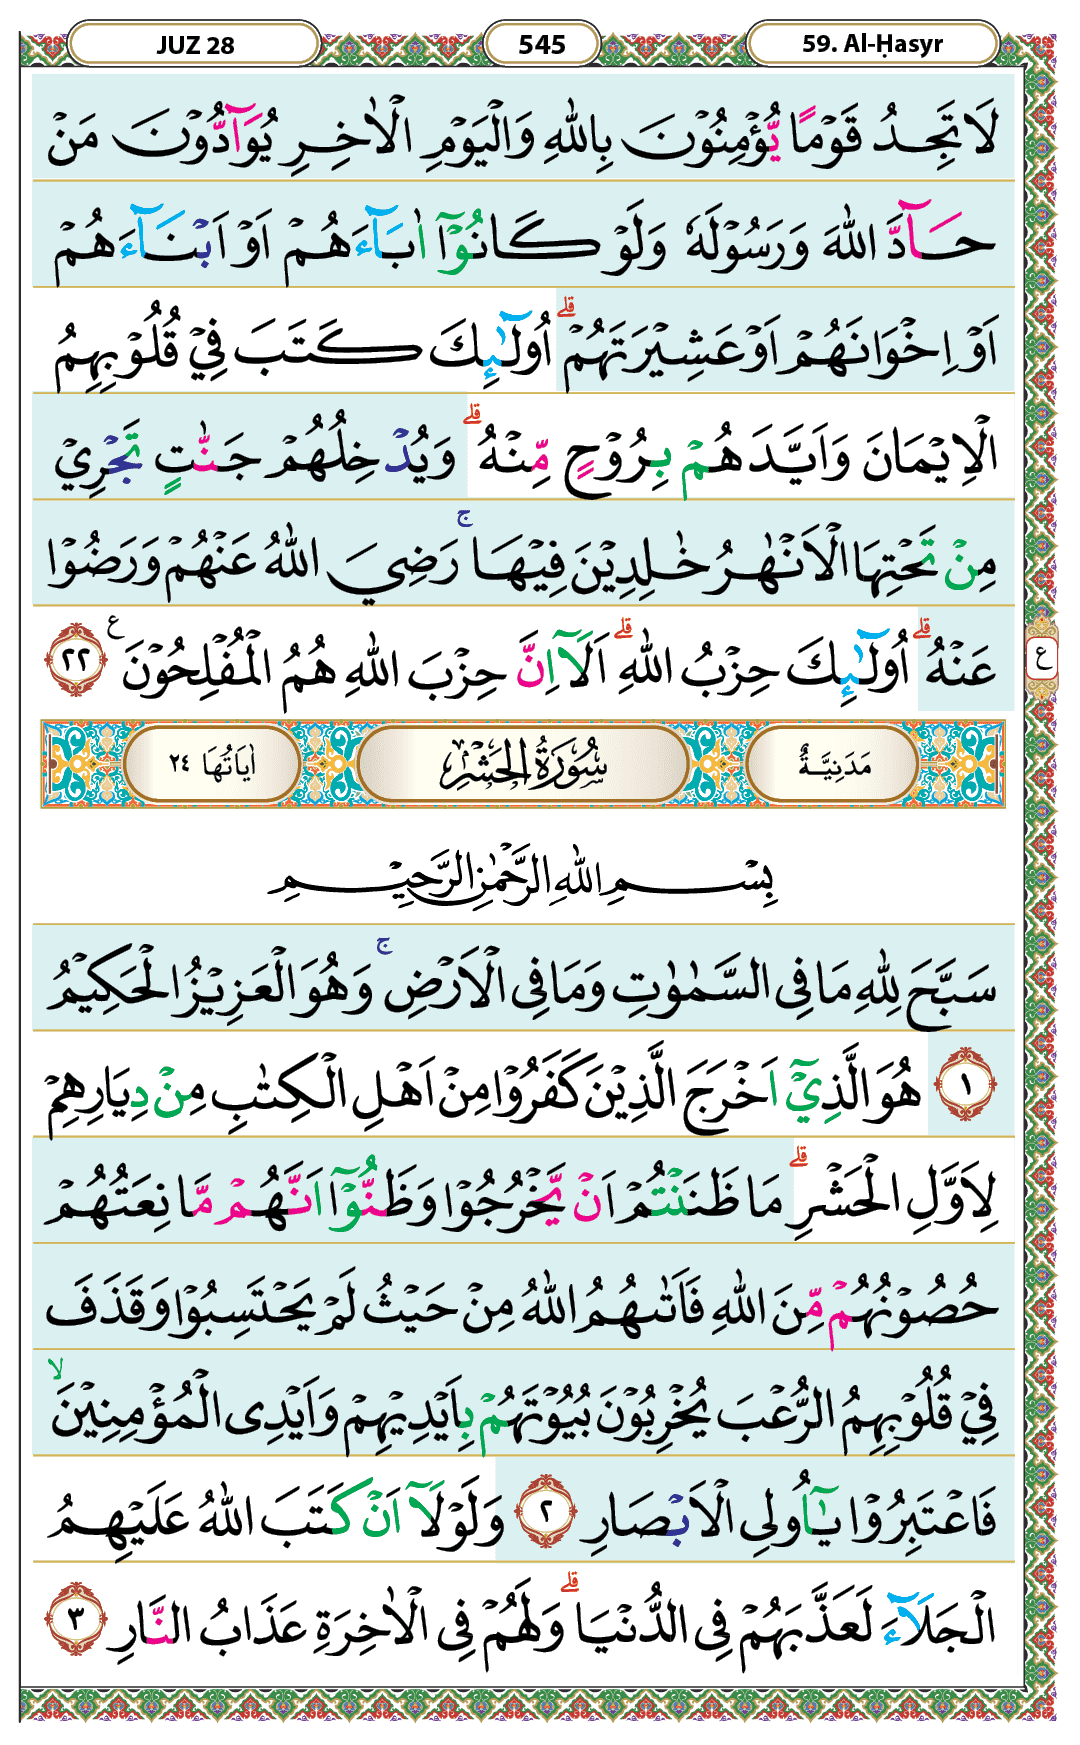 JUZ 28
545
59. Al-Ḥasyr
لَا تَجِدُ قَوْمًا يُّؤْمِنُوْنَ بِاللّٰهِ وَالْيَوْمِ الْاٰخِرِ يُوَاۤدُّوْنَ مَنْ
حَاۤدَّ اللّٰهَ وَرَسُوْلَهٗ وَلَوْ كَانُوْٓا اٰبَاۤءَهُمْ اَوْ اَبْنَاۤءَهُمْ
اَوْ اِخْوَانَهُمْ اَوْ عَشِيْرَتَهُمْۗ اُولٰۤىِٕكَ كَتَبَ فِيْ قُلُوْبِهِمُ
الْاِيْمَانَ وَاَيَّدَهُمْ بِرُوْحٍ مِّنْهُۗ وَيُدْخِلُهُمْ جَنّٰتٍ تَجْرِيْ
مِنْ تَحْتِهَا الْاَنْهٰرُ خٰلِدِيْنَ فِيْهَاۚ رَضِيَ اللّٰهُ عَنْهُمْ وَرَضُوْا
عَنْهُۗ اُولٰۤىِٕكَ حِزْبُ اللّٰهِۗ اَلَآ اِنَّ حِزْبَ اللّٰهِ هُمُ الْمُفْلِحُوْنَ ࣖ ٢٢
ع
مَدَنِيَّةٌ
سُوْرَةُ الْحَشْرِ
اٰيَاتُهَا ٢٤
بِسْمِ اللّٰهِ الرَّحْمٰنِ الرَّحِيْمِ
سَبَّحَ لِلّٰهِ مَا فِى السَّمٰوٰتِ وَمَا فِى الْاَرْضِۚ وَهُوَ الْعَزِيْزُ الْحَكِيْمُ
١ هُوَ الَّذِيْٓ اَخْرَجَ الَّذِيْنَ كَفَرُوْا مِنْ اَهْلِ الْكِتٰبِ مِنْ دِيَارِهِمْ
لِاَوَّلِ الْحَشْرِۗ مَا ظَنَنْتُمْ اَنْ يَّخْرُجُوْا وَظَنُّوْٓا اَنَّهُمْ مَّانِعَتُهُمْ
حُصُوْنُهُمْ مِّنَ اللّٰهِ فَاَتٰىهُمُ اللّٰهُ مِنْ حَيْثُ لَمْ يَحْتَسِبُوْا وَقَذَفَ
فِيْ قُلُوْبِهِمُ الرُّعْبَ يُخْرِبُوْنَ بُيُوْتَهُمْ بِاَيْدِيْهِمْ وَاَيْدِى الْمُؤْمِنِيْنَۙ
فَاعْتَبِرُوْا يٰٓاُولِى الْاَبْصَارِ ٢ وَلَوْلَآ اَنْ كَتَبَ اللّٰهُ عَلَيْهِمُ
الْجَلَاۤءَ لَعَذَّبَهُمْ فِى الدُّنْيَاۗ وَلَهُمْ فِى الْاٰخِرَةِ عَذَابُ النَّارِ ٣